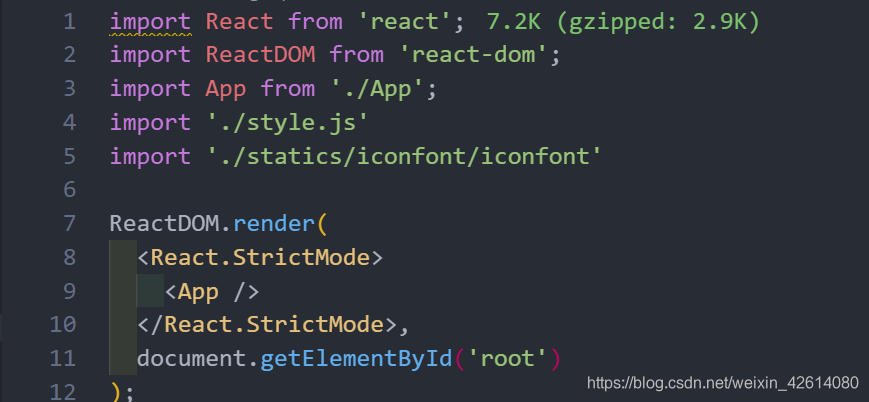 1 import React from 'react'; 7.2K (gzipped: 2.9K)
2 import ReactDOM from 'react-dom';
3 import App from './App';
4 import './style.js'
5 import './statics/iconfont/iconfont'
6
7 ReactDOM.render(
8   <React.StrictMode>
9     <App />
10   </React.StrictMode>,
11   document.getElementById('root')
12 );
https://blog.csdn.net/weixin_42614080